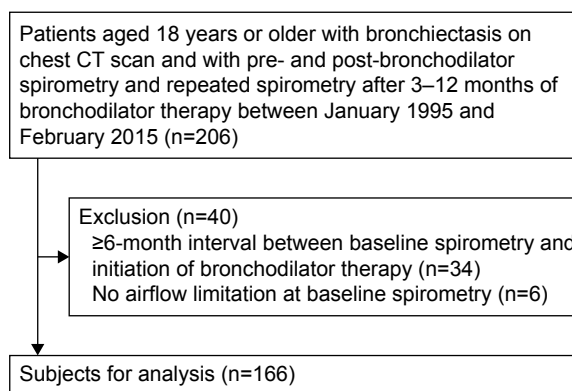 Patients aged 18 years or older with bronchiectasis on
chest CT scan and with pre- and post-bronchodilator
spirometry and repeated spirometry after 3–12 months of
bronchodilator therapy between January 1995 and
February 2015 (n=206)
Exclusion (n=40)
≥6-month interval between baseline spirometry and
initiation of bronchodilator therapy (n=34)
No airflow limitation at baseline spirometry (n=6)
Subjects for analysis (n=166)